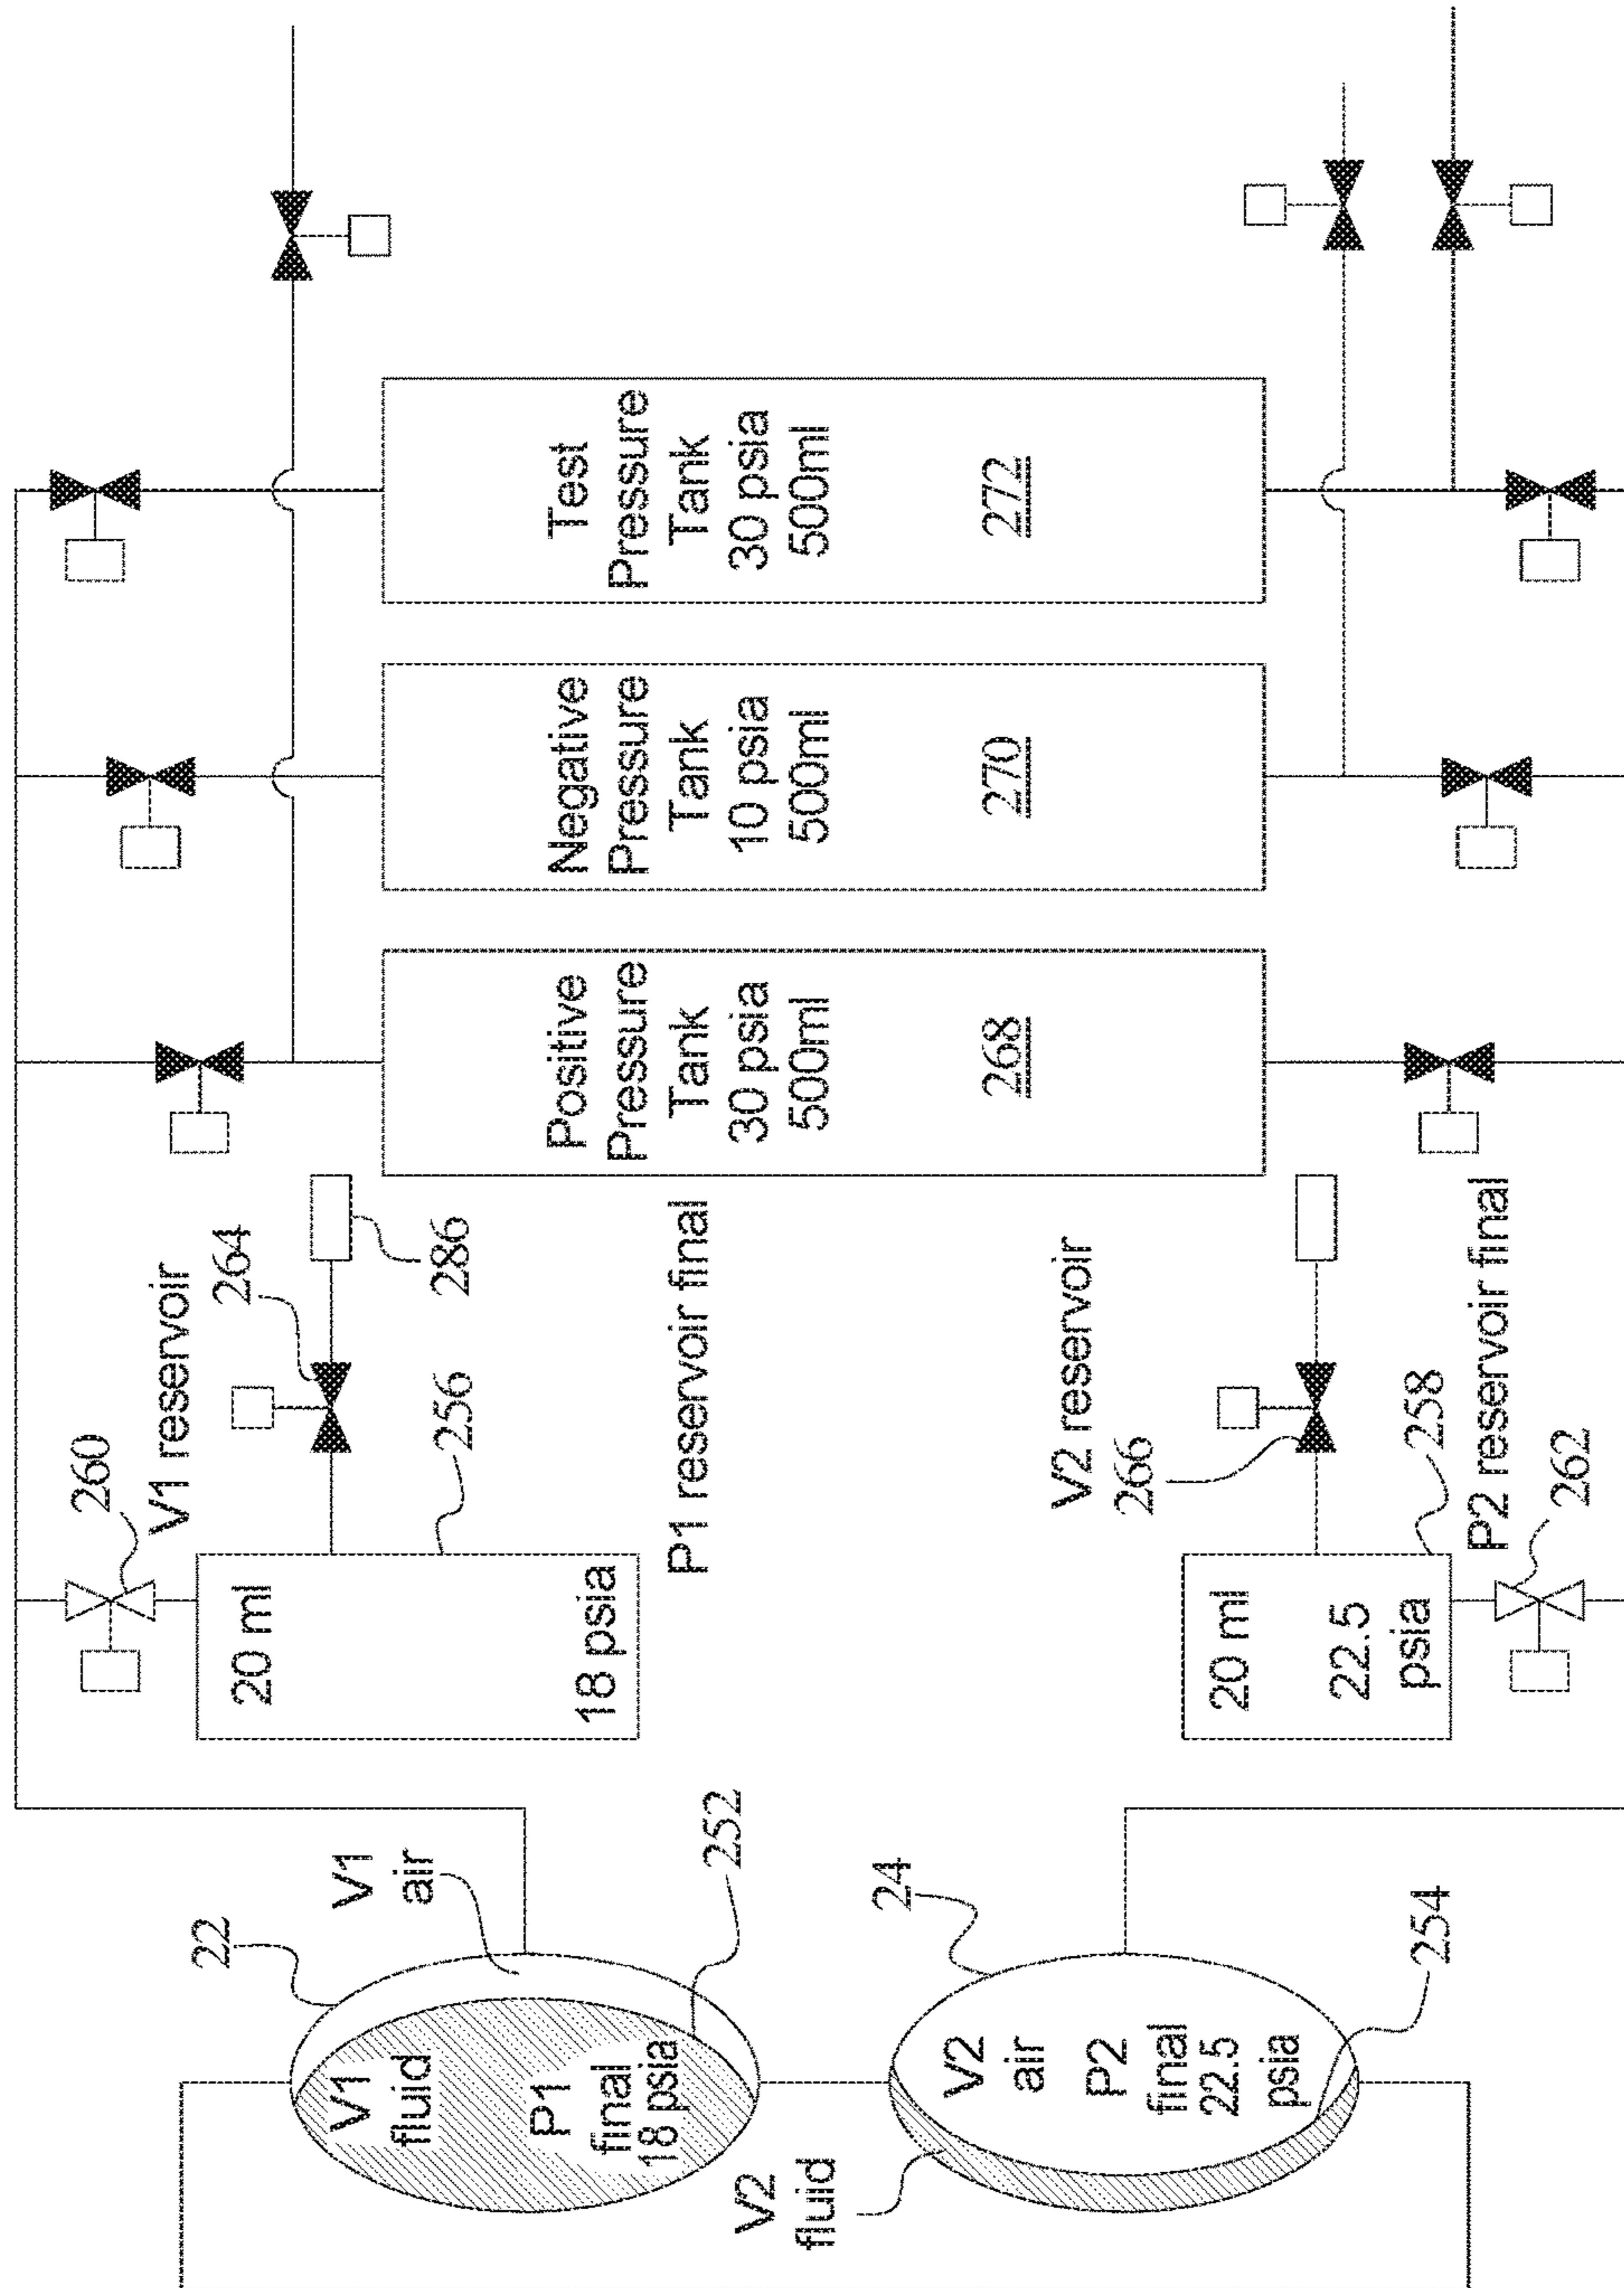 22
V1
air
V1
fluid
P1
final
18 psia
252
V2
fluid
24
V2
air
P2
final
22.5
psia
254
260
V1 reservoir
264
286
20 ml
18 psia
256
P1 reservoir final
V2 reservoir
266
20 ml
22.5
psia
258
P2 reservoir final
262
Positive
Pressure
Tank
30 psia
500ml
268
Negative
Pressure
Tank
10 psia
500ml
270
Test
Pressure
Tank
30 psia
500ml
272